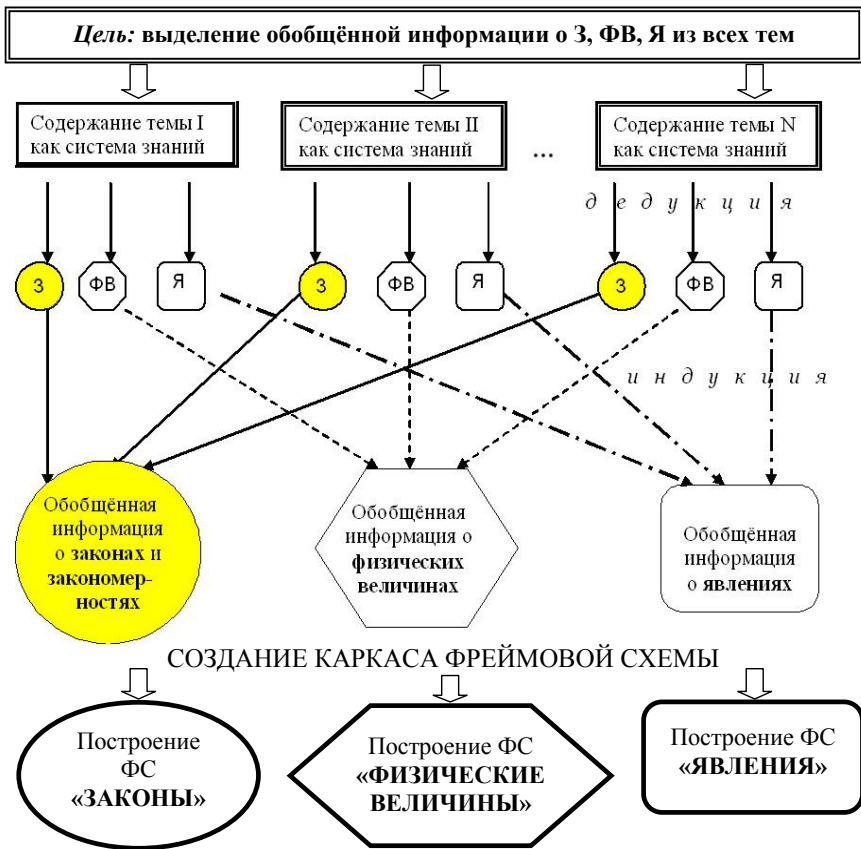 Цель: выделение обобщённой информации о З, ФВ, Я из всех тем
Содержание темы I
как система знаний
Содержание темы II
как система знаний
...
Содержание темы N
как система знаний
дедукция
З
ФВ
Я
З
ФВ
Я
З
ФВ
Я
индукция
Обобщённая
информация
о законах и
закономер-
ностях
Обобщённая
информация о
физических
величинах
Обобщённая
информация
о явлениях
СОЗДАНИЕ КАРКАСА ФРЕЙМОВОЙ СХЕМЫ
Построение
ФС
«ЗАКОНЫ»
Построение ФС
«ФИЗИЧЕСКИЕ
ВЕЛИЧИНЫ»
Построение ФС
«ЯВЛЕНИЯ»